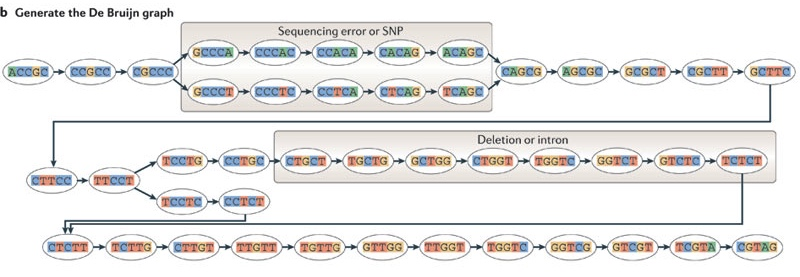 b Generate the De Bruijn graph
Sequencing error or SNP
GCCCA CCCAC CCACA CACAG ACAGC
ACCGC CCGCC CGCCC CAGCG AGCGC GCGCT CGCTT GCTTC
GCCCT CCCTC CCTCA CTCAG TCAGC
Deletion or intron
TCCTG CCTGC CTGCT TGCTG GCTGG CTGGT TGGTC GGTCT GTCTC TCTCT
CTTCC TTCCT
TCCTC CCTCT
CTCTT TCTTG CTTGT TTGTT TGTTG GTTGG TTGGT TGGTC GGTCG GTCGT TCGTA CGTAG